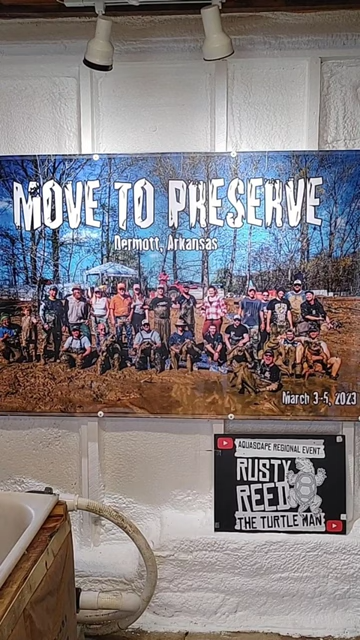 MOVE TO PRESERVE
Dermott, Arkansas
March 3-5, 2023
AQUASCAPE REGIONAL EVENT
RUSTY
REED
THE TURTLE MAN